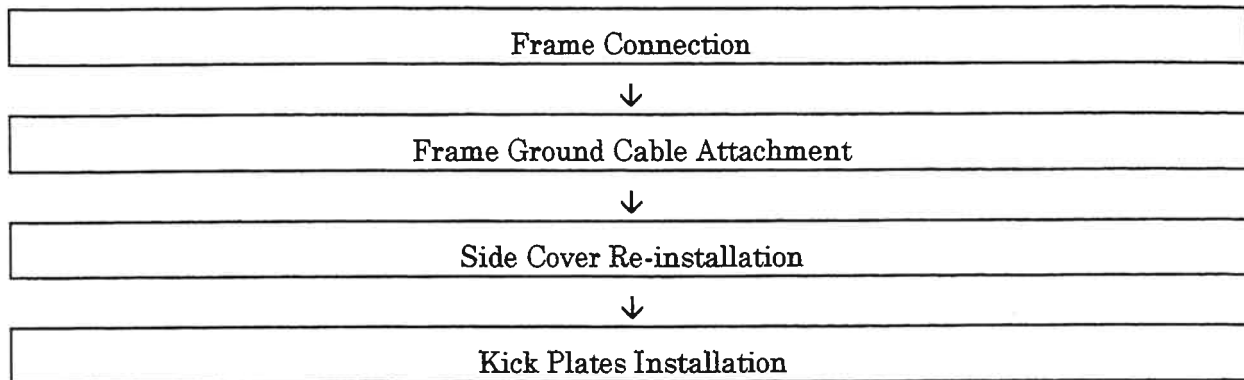 Frame Connection
↓
Frame Ground Cable Attachment
↓
Side Cover Re-installation
↓
Kick Plates Installation